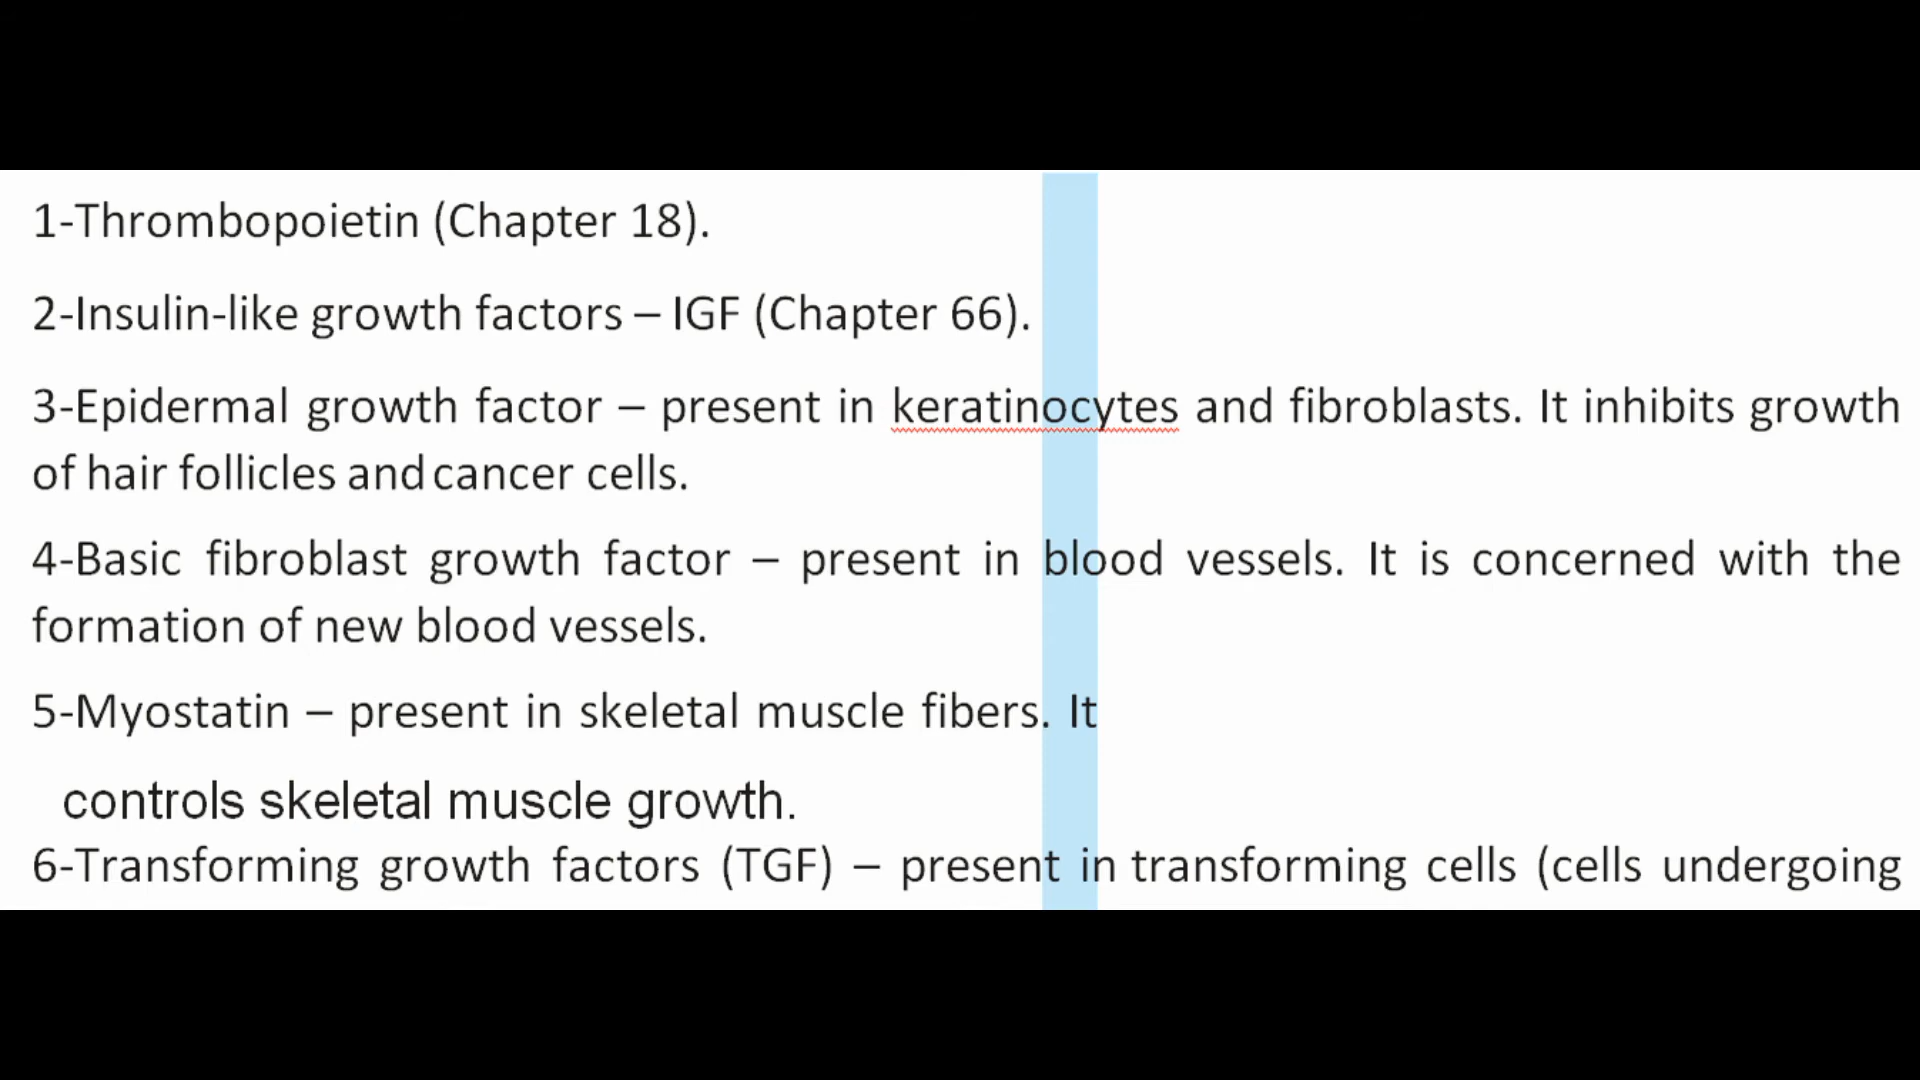 1-Thrombopoietin (Chapter 18).
2-Insulin-like growth factors – IGF (Chapter 66).
3-Epidermal growth factor – present in keratinocytes and fibroblasts. It inhibits growth
of hair follicles and cancer cells.
4-Basic fibroblast growth factor – present in blood vessels. It is concerned with the
formation of new blood vessels.
5-Myostatin – present in skeletal muscle fibers. It
controls skeletal muscle growth.
6-Transforming growth factors (TGF) – present in transforming cells (cells undergoing